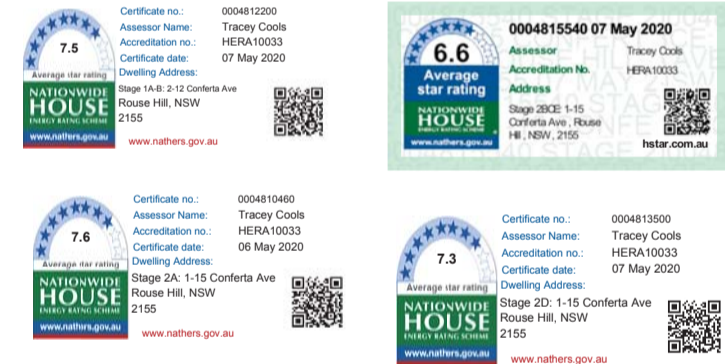 7.5
Average star rating
NATIONWIDE
HOUSE
ENERGY RATING SCHEME
www.nathers.gov.au
Certificate no.: 0004812200
Assessor Name: Tracey Cools
Accreditation no.: HERA10033
Certificate date: 07 May 2020
Dwelling Address:
Stage 1A-B: 2-12 Conferta Ave
Rouse Hill, NSW
2155
www.nathers.gov.au
6.6
Average
star rating
NATIONWIDE
HOUSE
ENERGY RATING SCHEME
www.nathers.gov.au
0004815540 07 May 2020
Assessor Tracey Cools
Accreditation No. HERA10033
Address
Stage 2BCE: 1-15
Conferta Ave , Rouse
Hill , NSW , 2155
hstar.com.au
7.6
Average star rating
NATIONWIDE
HOUSE
ENERGY RATING SCHEME
www.nathers.gov.au
Certificate no.: 0004810460
Assessor Name: Tracey Cools
Accreditation no.: HERA10033
Certificate date: 06 May 2020
Dwelling Address:
Stage 2A: 1-15 Conferta Ave
Rouse Hill, NSW
2155
www.nathers.gov.au
7.3
Average star rating
NATIONWIDE
HOUSE
ENERGY RATING SCHEME
www.nathers.gov.au
Certificate no.: 0004813500
Assessor Name: Tracey Cools
Accreditation no.: HERA10033
Certificate date: 07 May 2020
Dwelling Address:
Stage 2D: 1-15 Conferta Ave
Rouse Hill, NSW
2155
www.nathers.gov.au